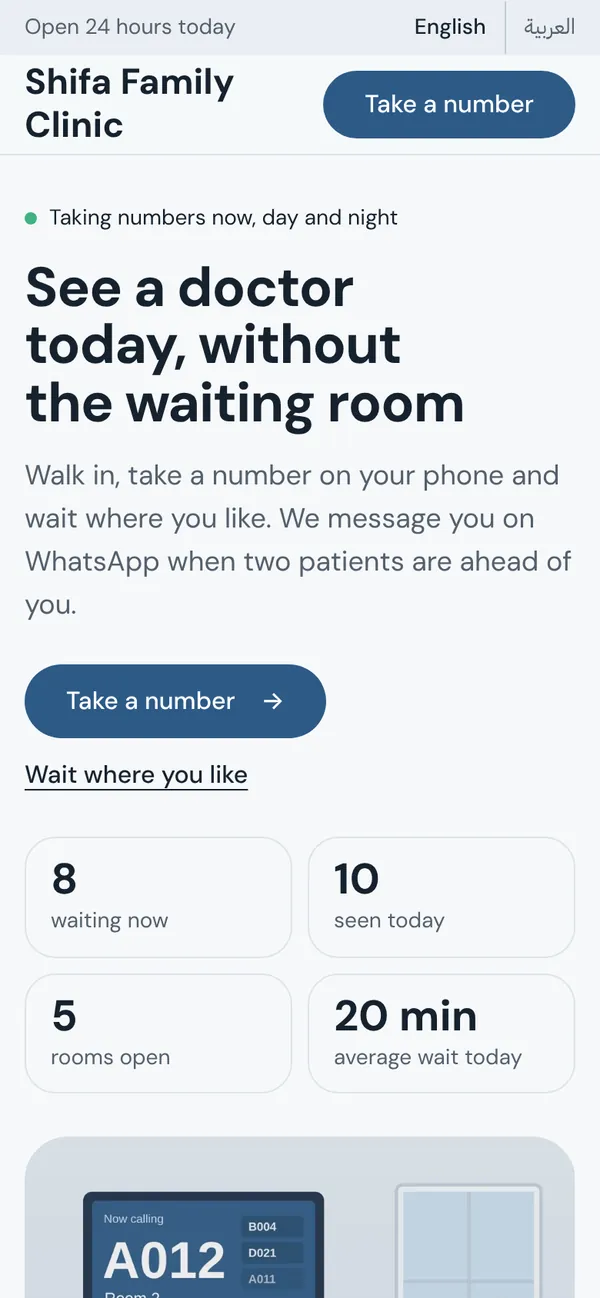 Open 24 hours today
English
العربية
Shifa Family
Clinic
Take a number
Taking numbers now, day and night
See a doctor
today, without
the waiting room
Walk in, take a number on your phone and
wait where you like. We message you on
WhatsApp when two patients are ahead of
you.
Take a number →
Wait where you like
8
waiting now
10
seen today
5
rooms open
20 min
average wait today
Now calling
A012
Room 2
B004
D021
A011